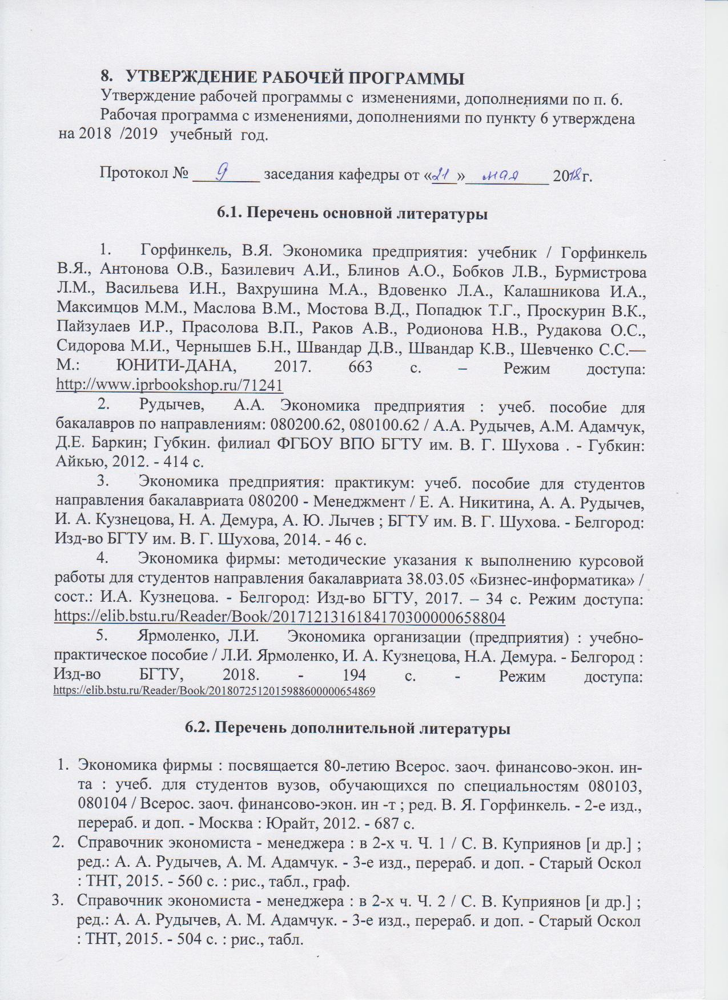 8. УТВЕРЖДЕНИЕ РАБОЧЕЙ ПРОГРАММЫ
Утверждение рабочей программы с изменениями, дополнениями по п. 6.
Рабочая программа с изменениями, дополнениями по пункту 6 утверждена
на 2018 /2019 учебный год.
Протокол № 9 заседания кафедры от «21» мая 2018 г.
6.1. Перечень основной литературы
1. Горфинкель, В.Я. Экономика предприятия: учебник / Горфинкель
В.Я., Антонова О.В., Базилевич А.И., Блинов А.О., Бобков Л.В., Бурмистрова
Л.М., Васильева И.Н., Вахрушина М.А., Вдовенко Л.А., Калашникова И.А.,
Максимцов М.М., Маслова В.М., Мостова В.Д., Попадюк Т.Г., Проскурин В.К.,
Пайзулаев И.Р., Прасолова В.П., Раков А.В., Родионова Н.В., Рудакова О.С.,
Сидорова М.И., Чернышев Б.Н., Швандар Д.В., Швандар К.В., Шевченко С.С.—
М.: ЮНИТИ-ДАНА, 2017. 663 с. – Режим доступа:
http://www.iprbookshop.ru/71241
2. Рудычев, А.А. Экономика предприятия : учеб. пособие для
бакалавров по направлениям: 080200.62, 080100.62 / А.А. Рудычев, А.М. Адамчук,
Д.Е. Баркин; Губкин. филиал ФГБОУ ВПО БГТУ им. В. Г. Шухова . - Губкин:
Айкью, 2012. - 414 с.
3. Экономика предприятия: практикум: учеб. пособие для студентов
направления бакалавриата 080200 - Менеджмент / Е. А. Никитина, А. А. Рудычев,
И. А. Кузнецова, Н. А. Демура, А. Ю. Лычев ; БГТУ им. В. Г. Шухова. - Белгород:
Изд-во БГТУ им. В. Г. Шухова, 2014. - 46 с.
4. Экономика фирмы: методические указания к выполнению курсовой
работы для студентов направления бакалавриата 38.03.05 «Бизнес-информатика» /
сост.: И.А. Кузнецова. - Белгород: Изд-во БГТУ, 2017. – 34 с. Режим доступа:
https://elib.bstu.ru/Reader/Book/2017121316184170300000658804
5. Ярмоленко, Л.И. Экономика организации (предприятия) : учебно-
практическое пособие / Л.И. Ярмоленко, И. А. Кузнецова, Н.А. Демура. - Белгород :
Изд-во БГТУ, 2018. - 194 с. - Режим доступа:
https://elib.bstu.ru/Reader/Book/2018072512015988600000654869
6.2. Перечень дополнительной литературы
1. Экономика фирмы : посвящается 80-летию Всерос. заоч. финансово-экон. ин-
та : учеб. для студентов вузов, обучающихся по специальностям 080103,
080104 / Всерос. заоч. финансово-экон. ин -т ; ред. В. Я. Горфинкель. - 2-е изд.,
перераб. и доп. - Москва : Юрайт, 2012. - 687 с.
2. Справочник экономиста - менеджера : в 2-х ч. Ч. 1 / С. В. Куприянов [и др.] ;
ред.: А. А. Рудычев, А. М. Адамчук. - 3-е изд., перераб. и доп. - Старый Оскол
: ТНТ, 2015. - 560 с. : рис., табл., граф.
3. Справочник экономиста - менеджера : в 2-х ч. Ч. 2 / С. В. Куприянов [и др.] ;
ред.: А. А. Рудычев, А. М. Адамчук. - 3-е изд., перераб. и доп. - Старый Оскол
: ТНТ, 2015. - 504 с. : рис., табл.